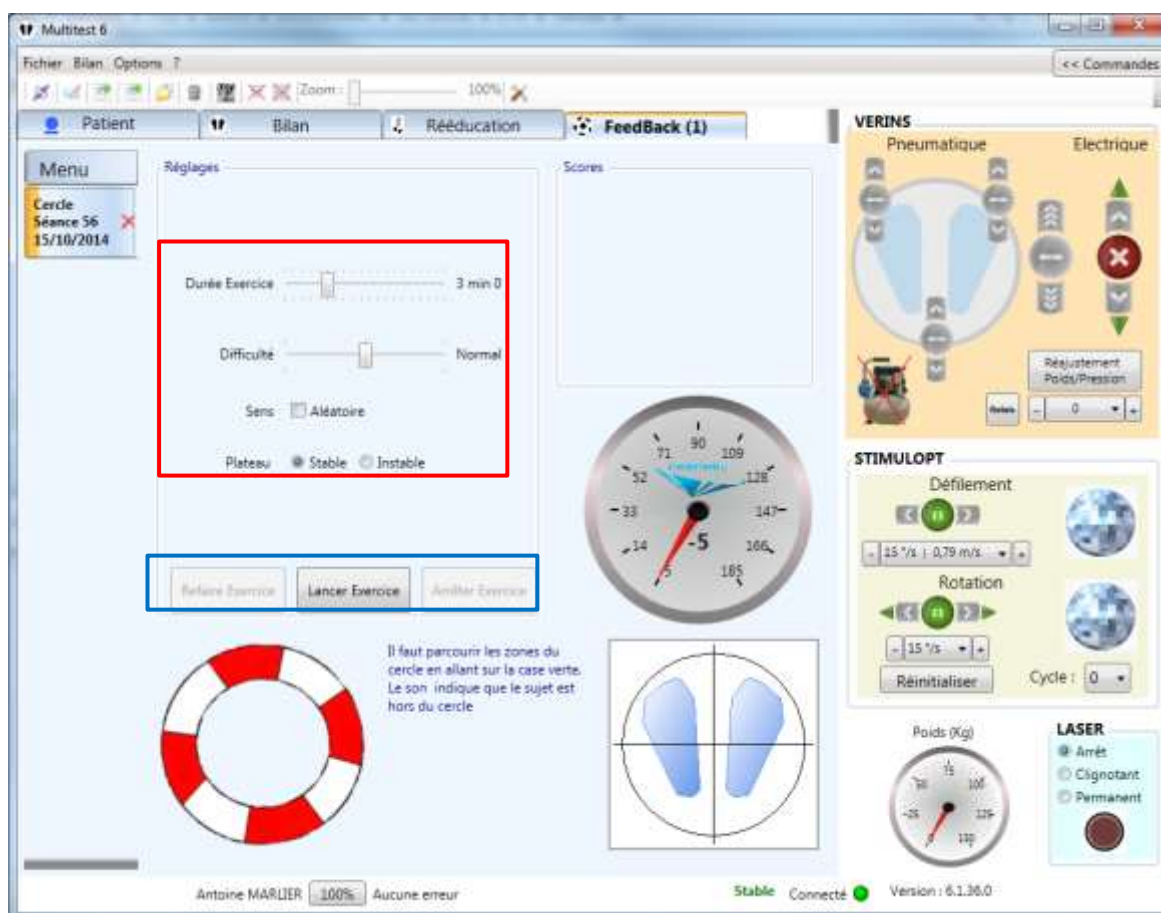 Multitest 6
Fichier Bilan Options ?
<< Commandes
Zoom : 100%
Patient Bilan Rééducation FeedBack (1)
Menu
Cercle
Séance 56
15/10/2014
Réglages
Durée Exercice 3 min 0
Difficulté Normal
Sens Aléatoire
Plateau Stable Instable
Refaire Exercice Lancer Exercice Arrêter Exercice
Scores
90
71 109
52 128
33 147
14 166
-5
185
Il faut parcourir les zones du
cercle en allant sur la case verte.
Le son indique que le sujet est
hors du cercle
VERINS
Pneumatique Electrique
Réajustement
Poids/Pression
- 0 +
STIMULOPT
Défilement
- 15 °/s | 0,79 m/s +
Rotation
- 15 °/s +
Réinitialiser Cycle : 0
Poids (Kg)
75
100
125
0
LASER
Arrêt
Clignotant
Permanent
Antoine MARLIER 100% Aucune erreur Stable Connecté Version : 6.1.36.0